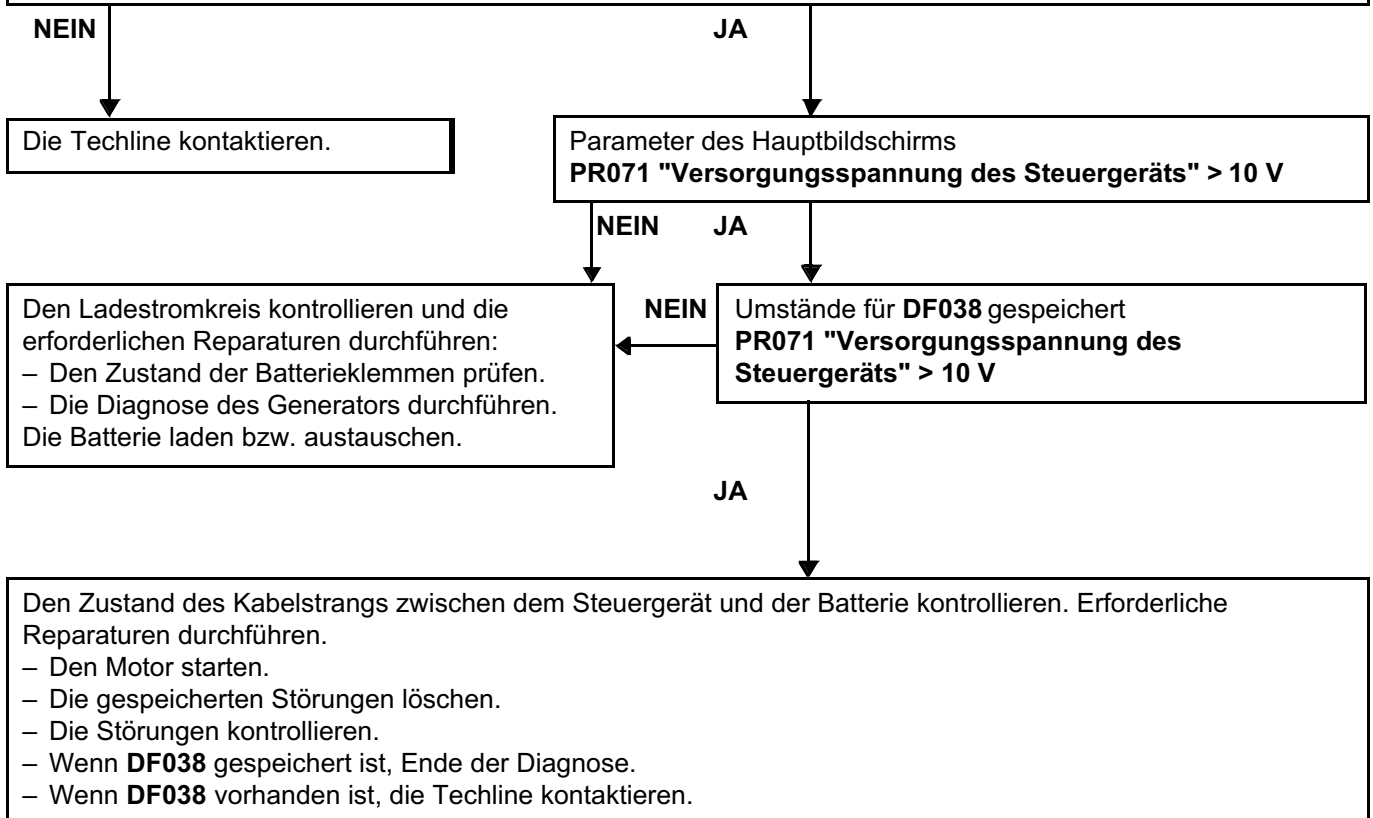 NEIN
JA
Die Techline kontaktieren.
Parameter des Hauptbildschirms
PR071 "Versorgungsspannung des Steuergeräts" > 10 V
NEIN
JA
Den Ladestromkreis kontrollieren und die
erforderlichen Reparaturen durchführen:
– Den Zustand der Batterieklemmen prüfen.
– Die Diagnose des Generators durchführen.
Die Batterie laden bzw. austauschen.
NEIN
Umstände für DF038 gespeichert
PR071 "Versorgungsspannung des
Steuergeräts" > 10 V
JA
Den Zustand des Kabelstrangs zwischen dem Steuergerät und der Batterie kontrollieren. Erforderliche
Reparaturen durchführen.
– Den Motor starten.
– Die gespeicherten Störungen löschen.
– Die Störungen kontrollieren.
– Wenn DF038 gespeichert ist, Ende der Diagnose.
– Wenn DF038 vorhanden ist, die Techline kontaktieren.